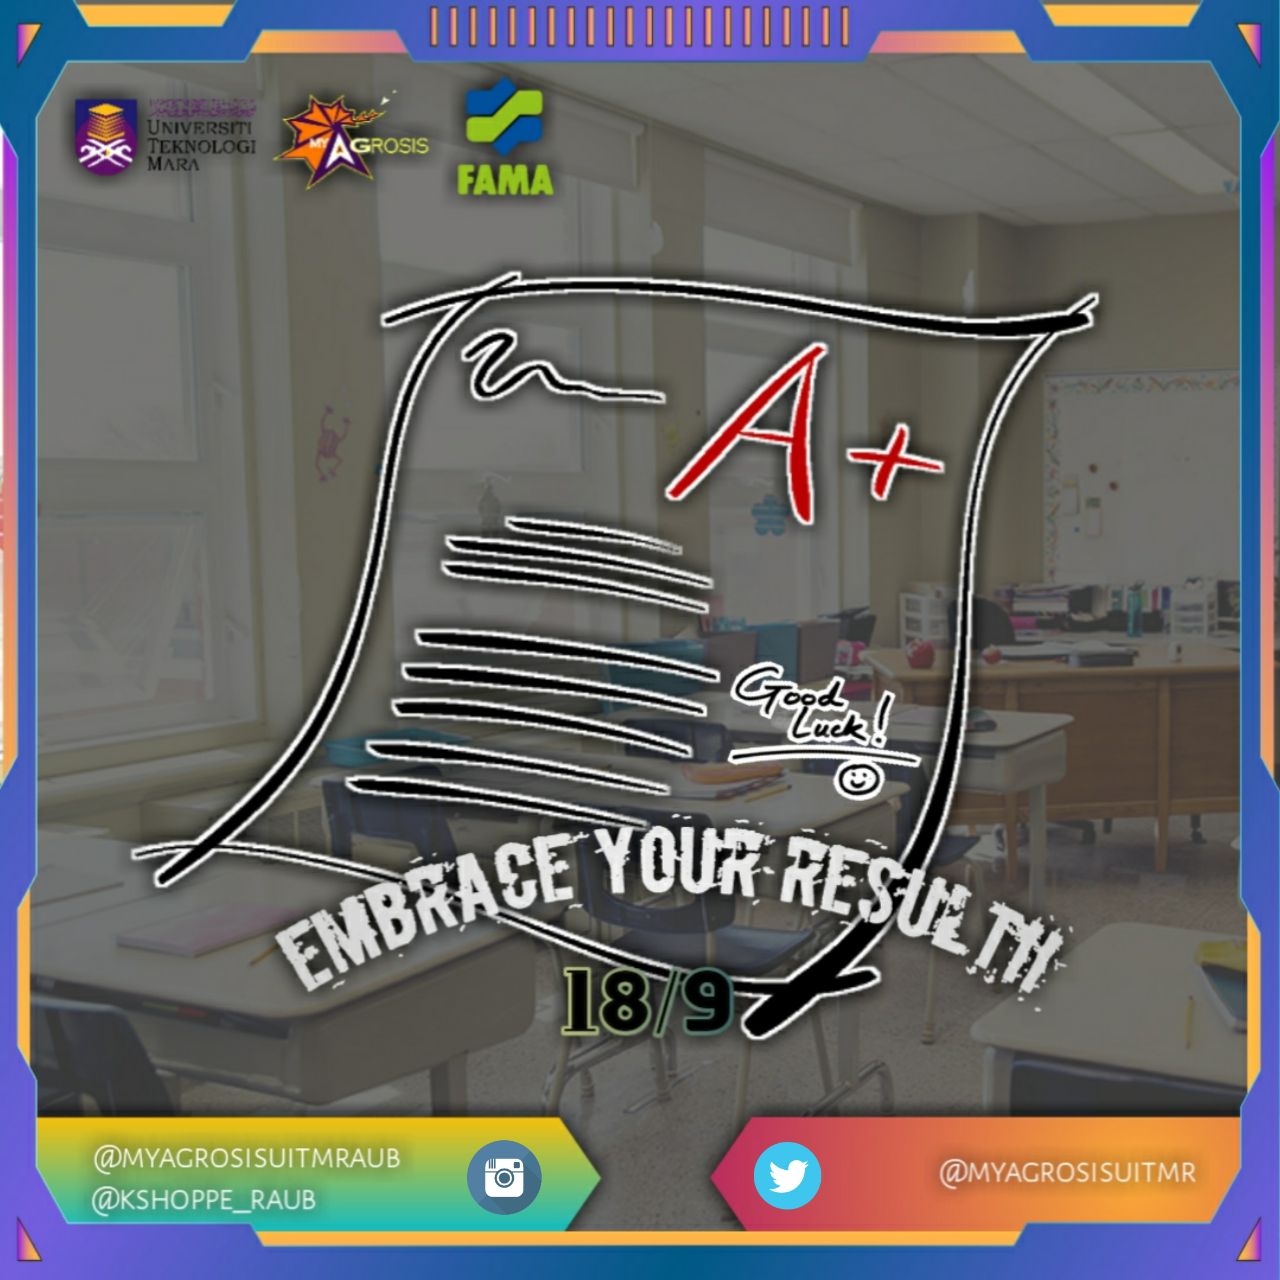 UNIVERSITI
TEKNOLOGI
MARA
MY AGROSIS
FAMA
A+
Good
Luck!
EMBRACE YOUR RESULT!!
18/9
@MYAGROSISUITMRAUB
@KSHOPPE_RAUB
@MYAGROSISUITMR